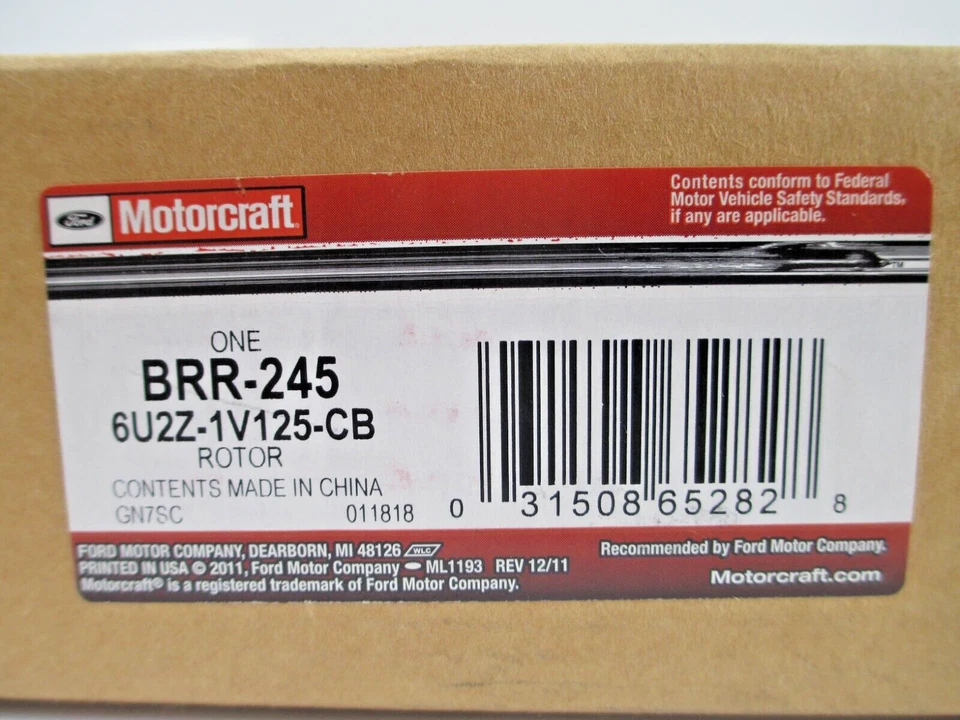 Ford Motorcraft
Contents conform to Federal
Motor Vehicle Safety Standards,
if any are applicable.
TM
ONE
BRR-245
6U2Z-1V125-CB
ROTOR
CONTENTS MADE IN CHINA
GN7SC 011818
0 31508 65282 8
FORD MOTOR COMPANY, DEARBORN, MI 48126 WLC
PRINTED IN USA © 2011, Ford Motor Company ML1193 REV 12/11
Motorcraft® is a registered trademark of Ford Motor Company.
Recommended by Ford Motor Company.
Motorcraft.com